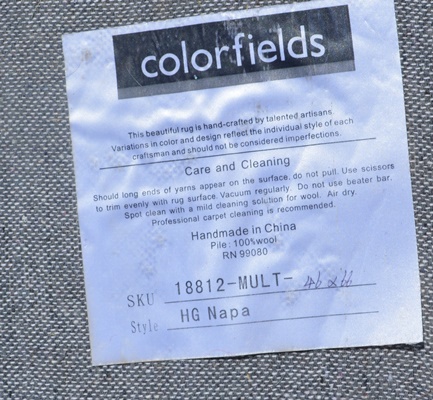 colorfields
This beautiful rug is hand-crafted by talented artisans
Variations in color and design reflect the individual style of each
craftsman and should not be considered imperfections.
Care and Cleaning
Should long ends of yarns appear on the surface, do not pull. Use scissors
to trim evenly with rug surface. Vacuum regularly. Do not use beater bar.
Spot clean with a mild cleaning solution for wool. Air dry.
Professional carpet cleaning is recommended.
Handmade in China
Pile: 100%wool
RN 99080
SKU 18812-MULT-
Style HG Napa